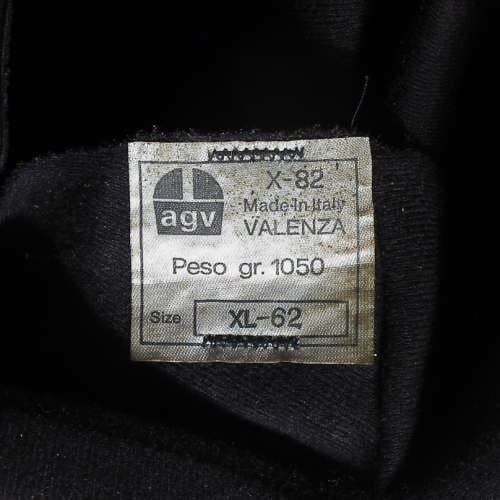 agv
X-82
Made in Italy
VALENZA
Peso gr. 1050
Size XL-62